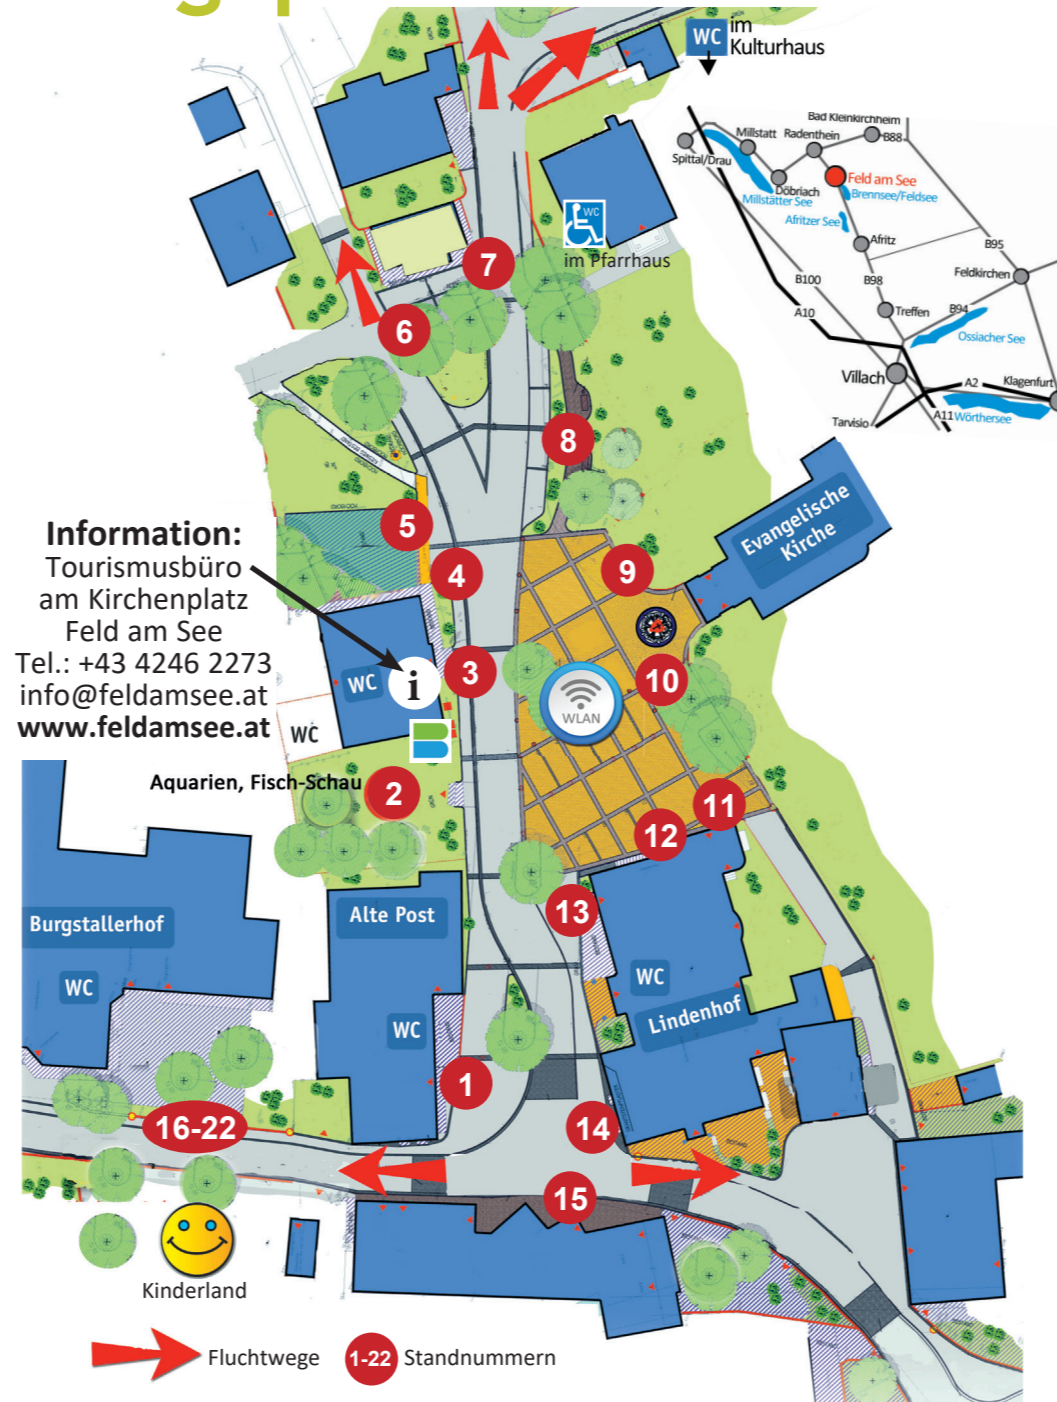 WC
im
Kulturhaus
Bad Kleinkirchheim
Millstatt
Radenthein
B88
Spittal/Drau
Döbriach
Feld am See
Millstätter See
Brennsee/Feldsee
Afritzer See
Afritz
B95
B100
B98
Feldkirchen
A10
Treffen
B94
Ossiacher See
Villach
A2
Klagenfurt
A11
Wörthersee
Tarvisio
WC
im Pfarrhaus
7
6
8
Evangelische
Kirche
5
9
4
Information:
Tourismusbüro
am Kirchenplatz
Feld am See
Tel.: +43 4246 2273
info@feldamsee.at
www.feldamsee.at
WC
i
3
10
WLAN
WC
Aquarien, Fisch-Schau
2
11
12
Burgstallerhof
WC
Alte Post
WC
13
WC
Lindenhof
1
16-22
14
15
Kinderland
Fluchtwege
1-22
Standnummern